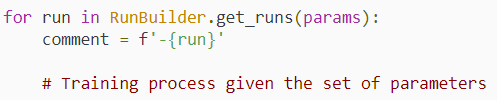 for run in RunBuilder.get_runs(params):
    comment = f'-{run}'

    # Training process given the set of parameters